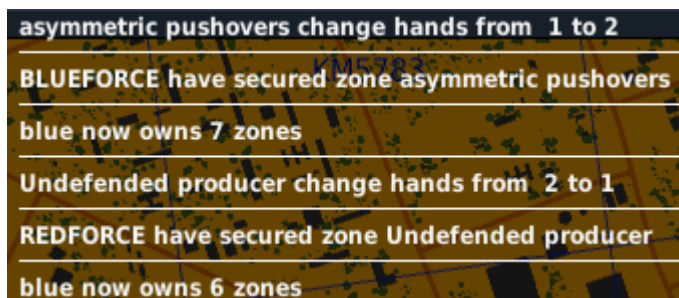 asymmetric pushovers change hands from  1 to 2
KM5783
BLUEFORCE have secured zone asymmetric pushovers
blue now owns 7 zones
Undefended producer change hands from  2 to 1
REDFORCE have secured zone Undefended producer
blue now owns 6 zones